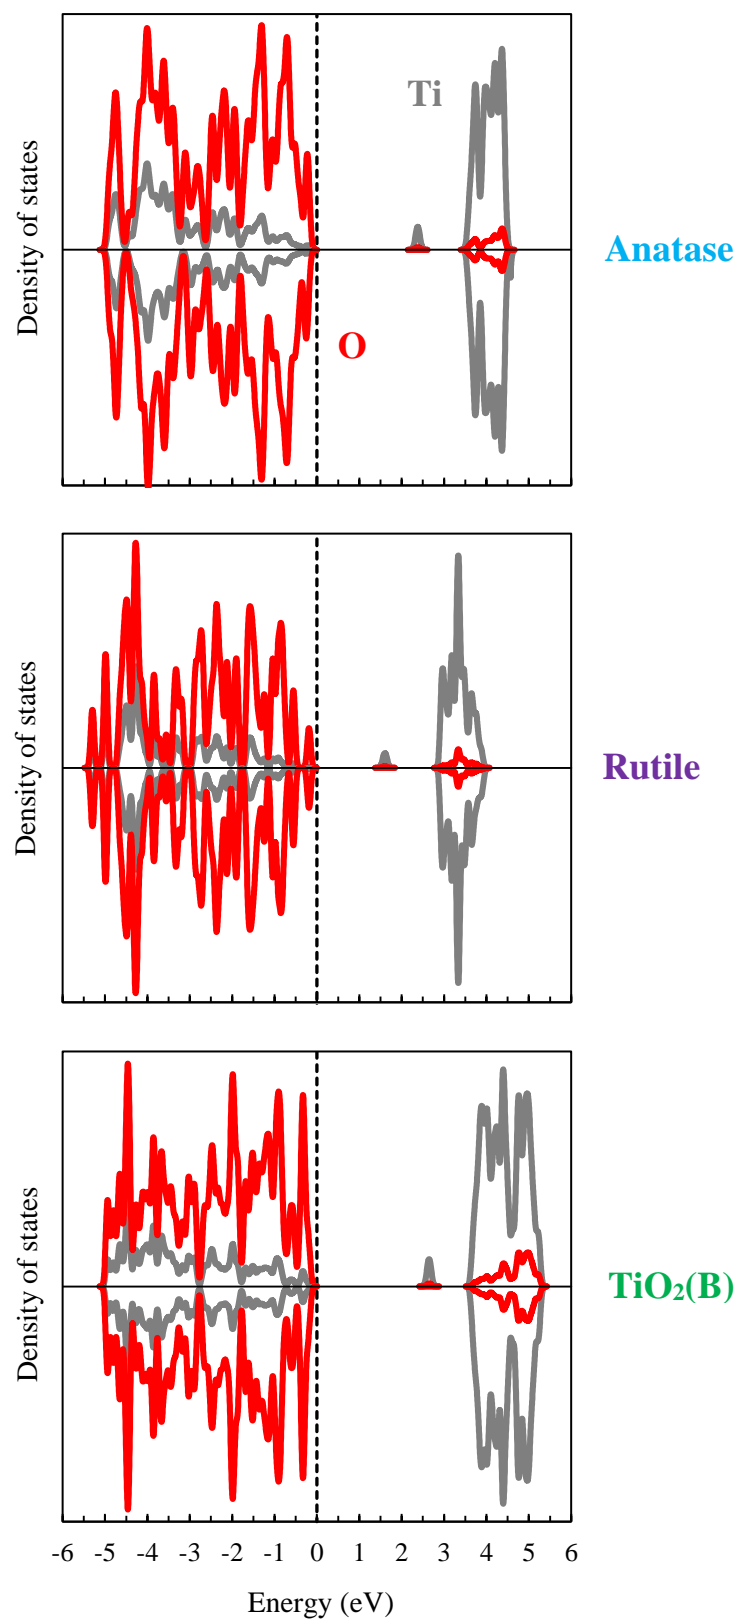 Ti
Density of states
Anatase
O
Density of states
Rutile
Density of states
TiO₂(B)
-6 -5 -4 -3 -2 -1 0 1 2 3 4 5 6
Energy (eV)